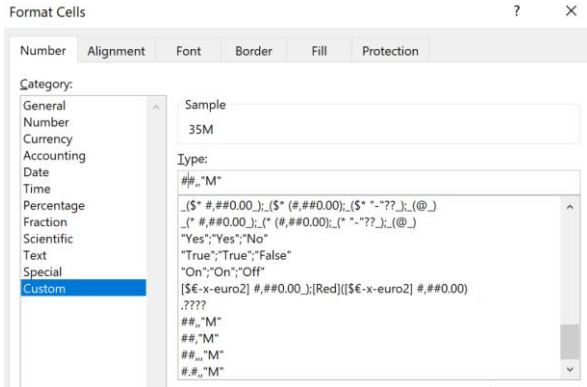 Format Cells ? ×
Number Alignment Font Border Fill Protection
Category:
General
Number
Currency
Accounting
Date
Time
Percentage
Fraction
Scientific
Text
Special
Custom
Sample
35M
Type:
##,,"M"
_($* #,##0.00_);_($* (#,##0.00);_($* "-"??_);_(@_)
_(* #,##0.00_);_(* (#,##0.00);_(* "-"??_);_(@_)
"Yes";"Yes";"No"
"True";"True";"False"
"On";"On";"Off"
[$€-x-euro2] #,##0.00_);[Red]([$€-x-euro2] #,##0.00)
.????
##,,"M"
##,"M"
##,,,"M"
#.#,,"M"